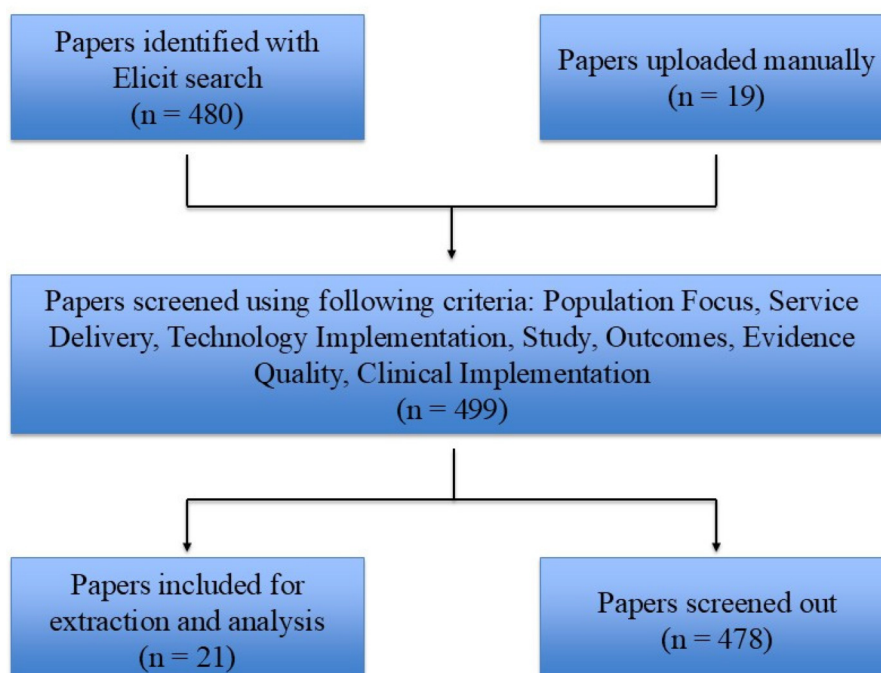 Papers identified with
Elicit search
(n = 480)
Papers uploaded manually
(n = 19)
Papers screened using following criteria: Population Focus, Service
Delivery, Technology Implementation, Study, Outcomes, Evidence
Quality, Clinical Implementation
(n = 499)
Papers included for
extraction and analysis
(n = 21)
Papers screened out
(n = 478)